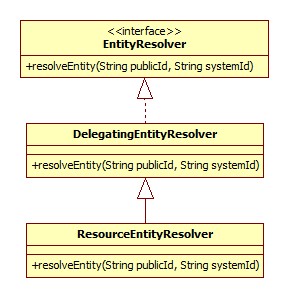 <<interface>>
EntityResolver
+resolveEntity(String publicId, String systemId)
DelegatingEntityResolver
+resolveEntity(String publicId, String systemId)
ResourceEntityResolver
+resolveEntity(String publicId, String systemId)